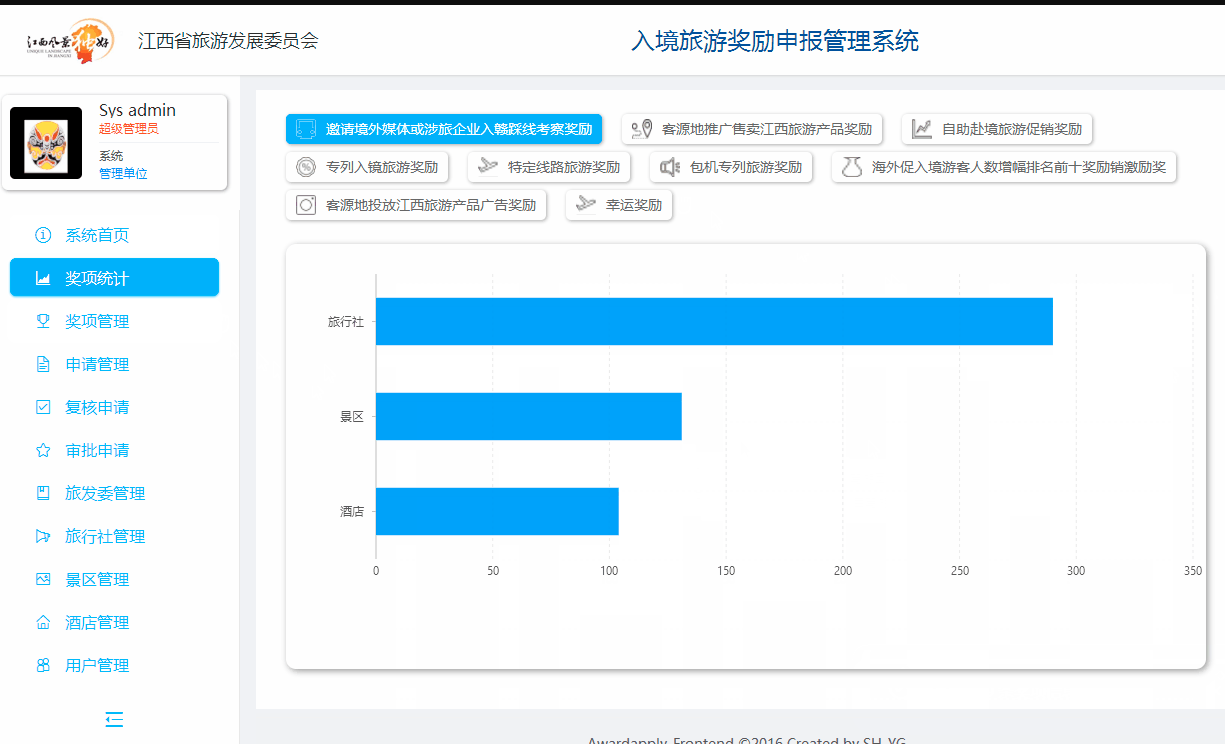 江西风景独好
UNIQUE LANDSCAPE
IN JIANGXI
江西省旅游发展委员会
入境旅游奖励申报管理系统
Sys admin
超级管理员
系统
管理单位
系统首页
奖项统计
奖项管理
申请管理
复核申请
审批申请
旅发委管理
旅行社管理
景区管理
酒店管理
用户管理
邀请境外媒体或涉旅企业入赣踩线考察奖励
客源地推广售卖江西旅游产品奖励
自助赴境旅游促销奖励
专列入镜旅游奖励
特定线路旅游奖励
包机专列旅游奖励
海外促入境游客人数增幅排名前十奖励销激励奖
客源地投放江西旅游产品广告奖励
幸运奖励
旅行社
景区
酒店
0 50 100 150 200 250 300 350
Awardapply-Frontend ©2016 Created by SH-YG